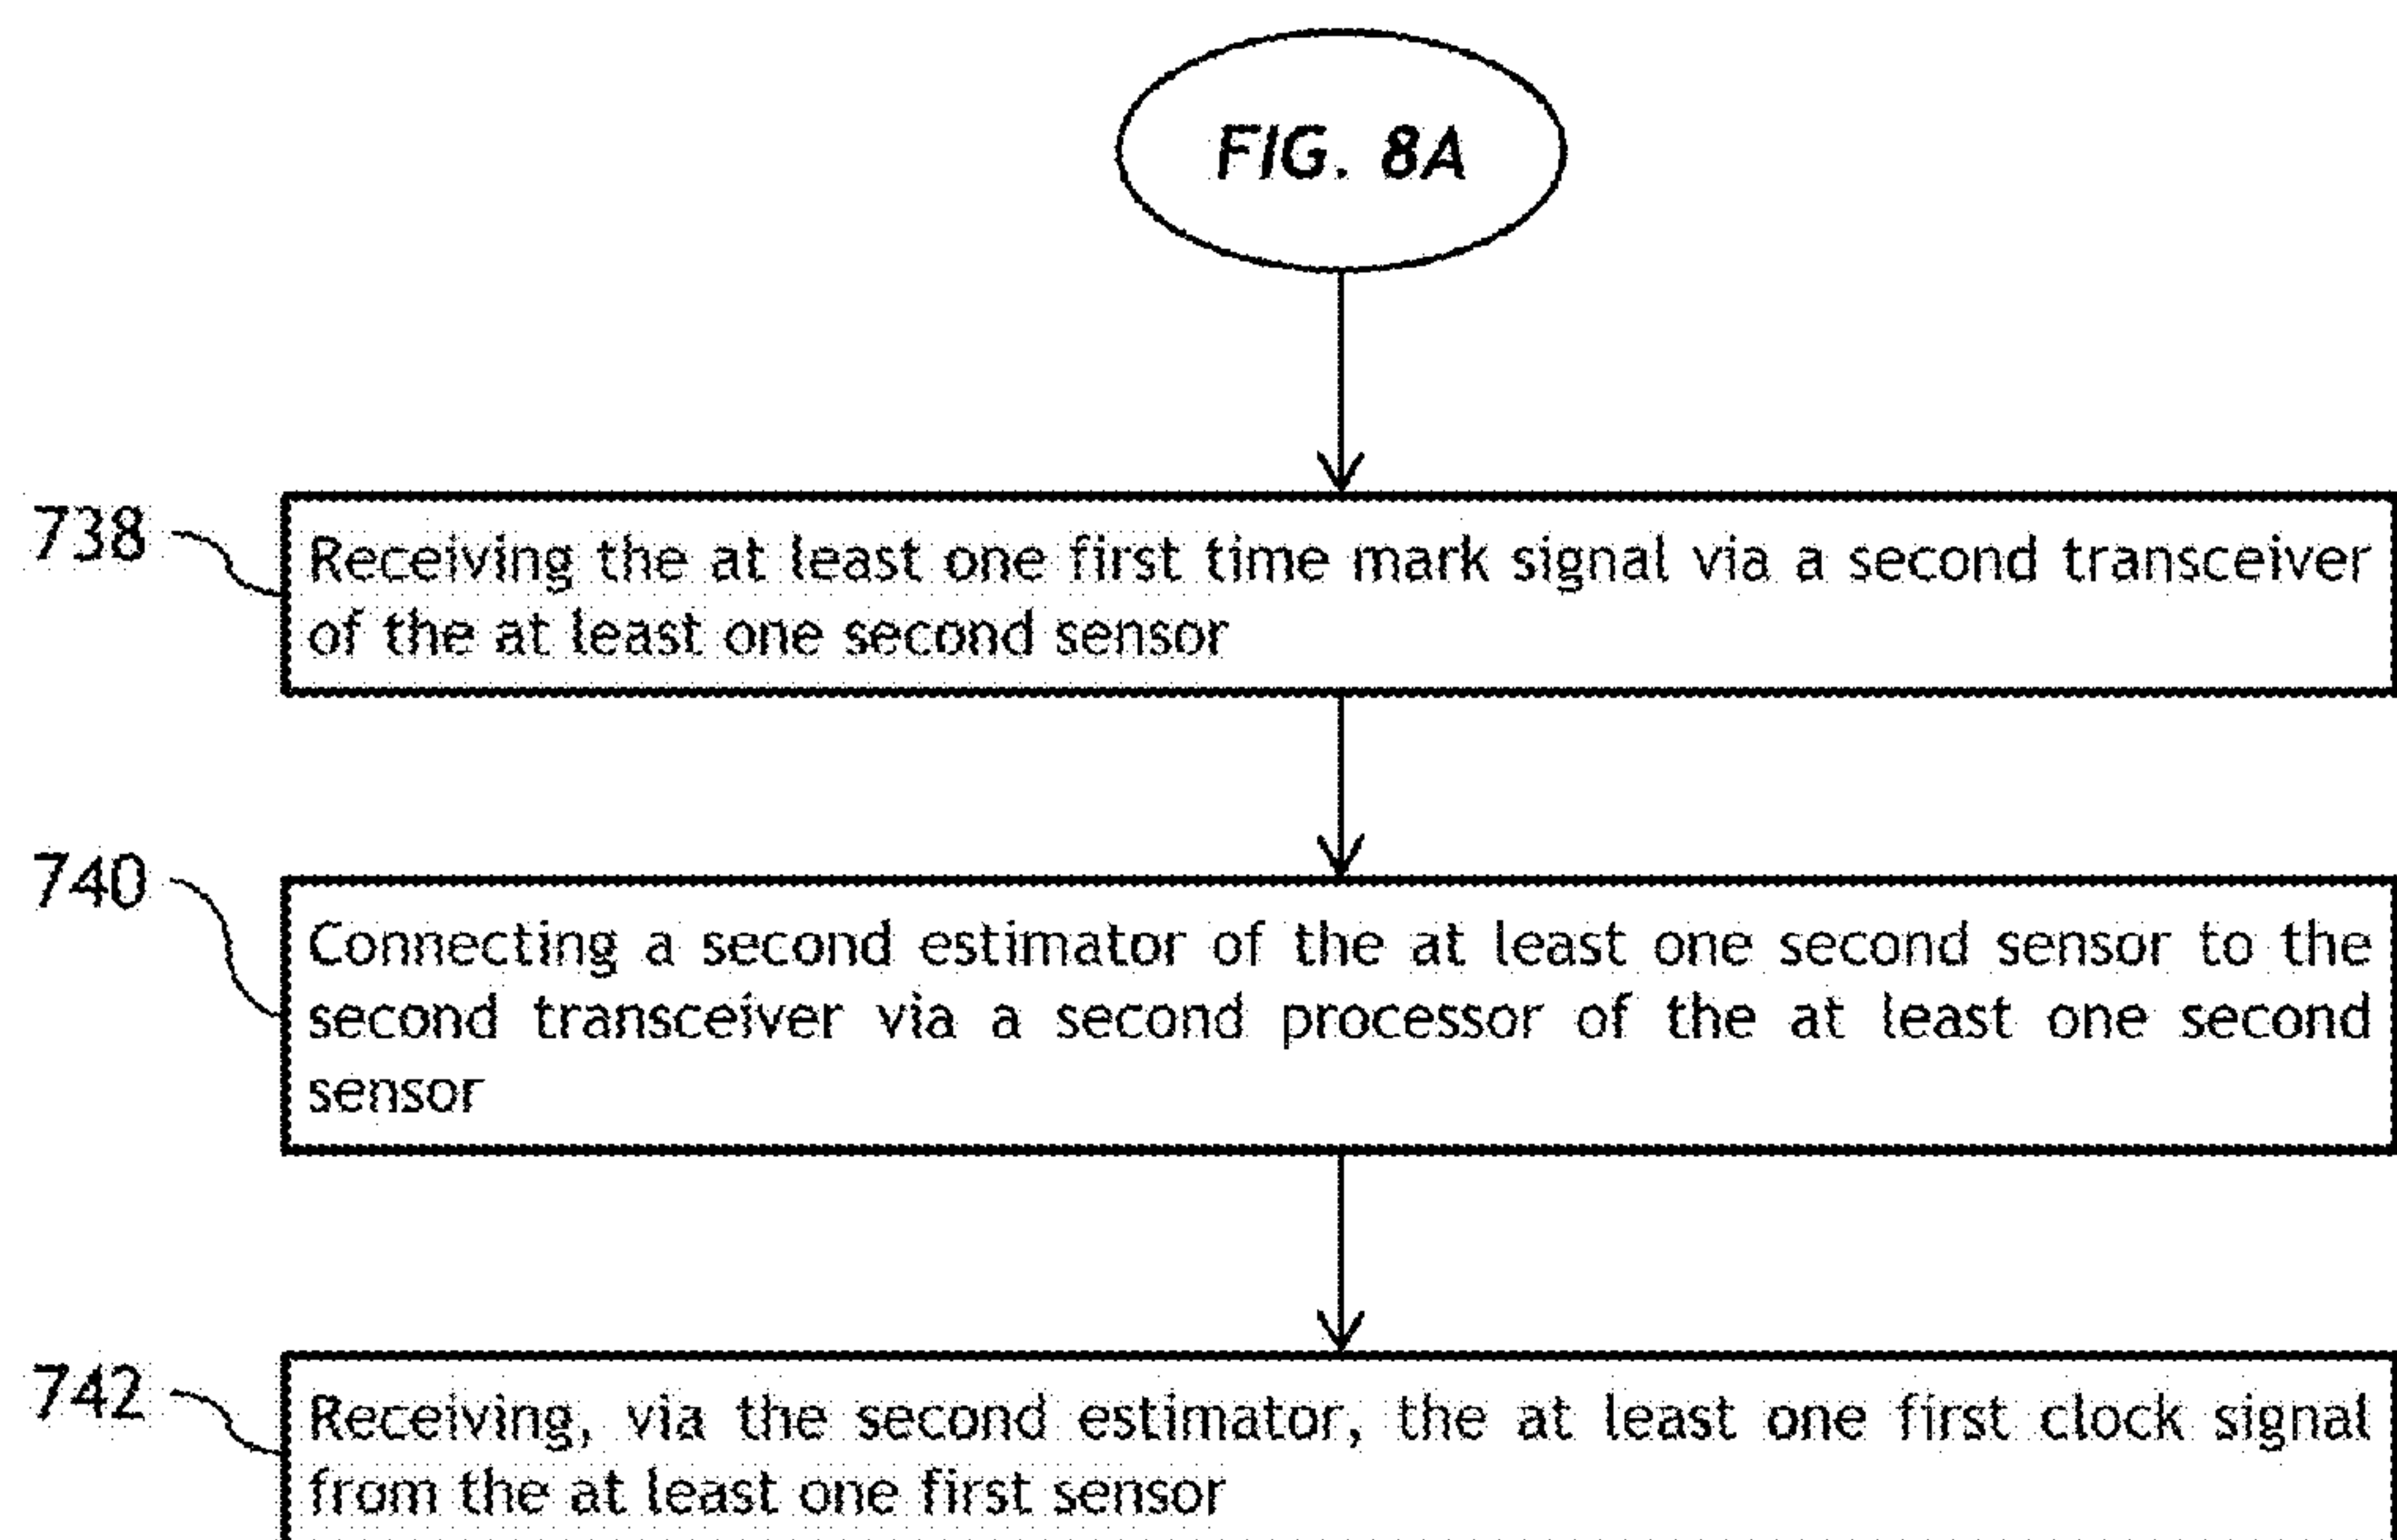 FIG. 8A
738
Receiving the at least one first time mark signal via a second transceiver
of the at least one second sensor
740
Connecting a second estimator of the at least one second sensor to the
second transceiver via a second processor of the at least one second
sensor
742
Receiving, via the second estimator, the at least one first clock signal
from the at least one first sensor